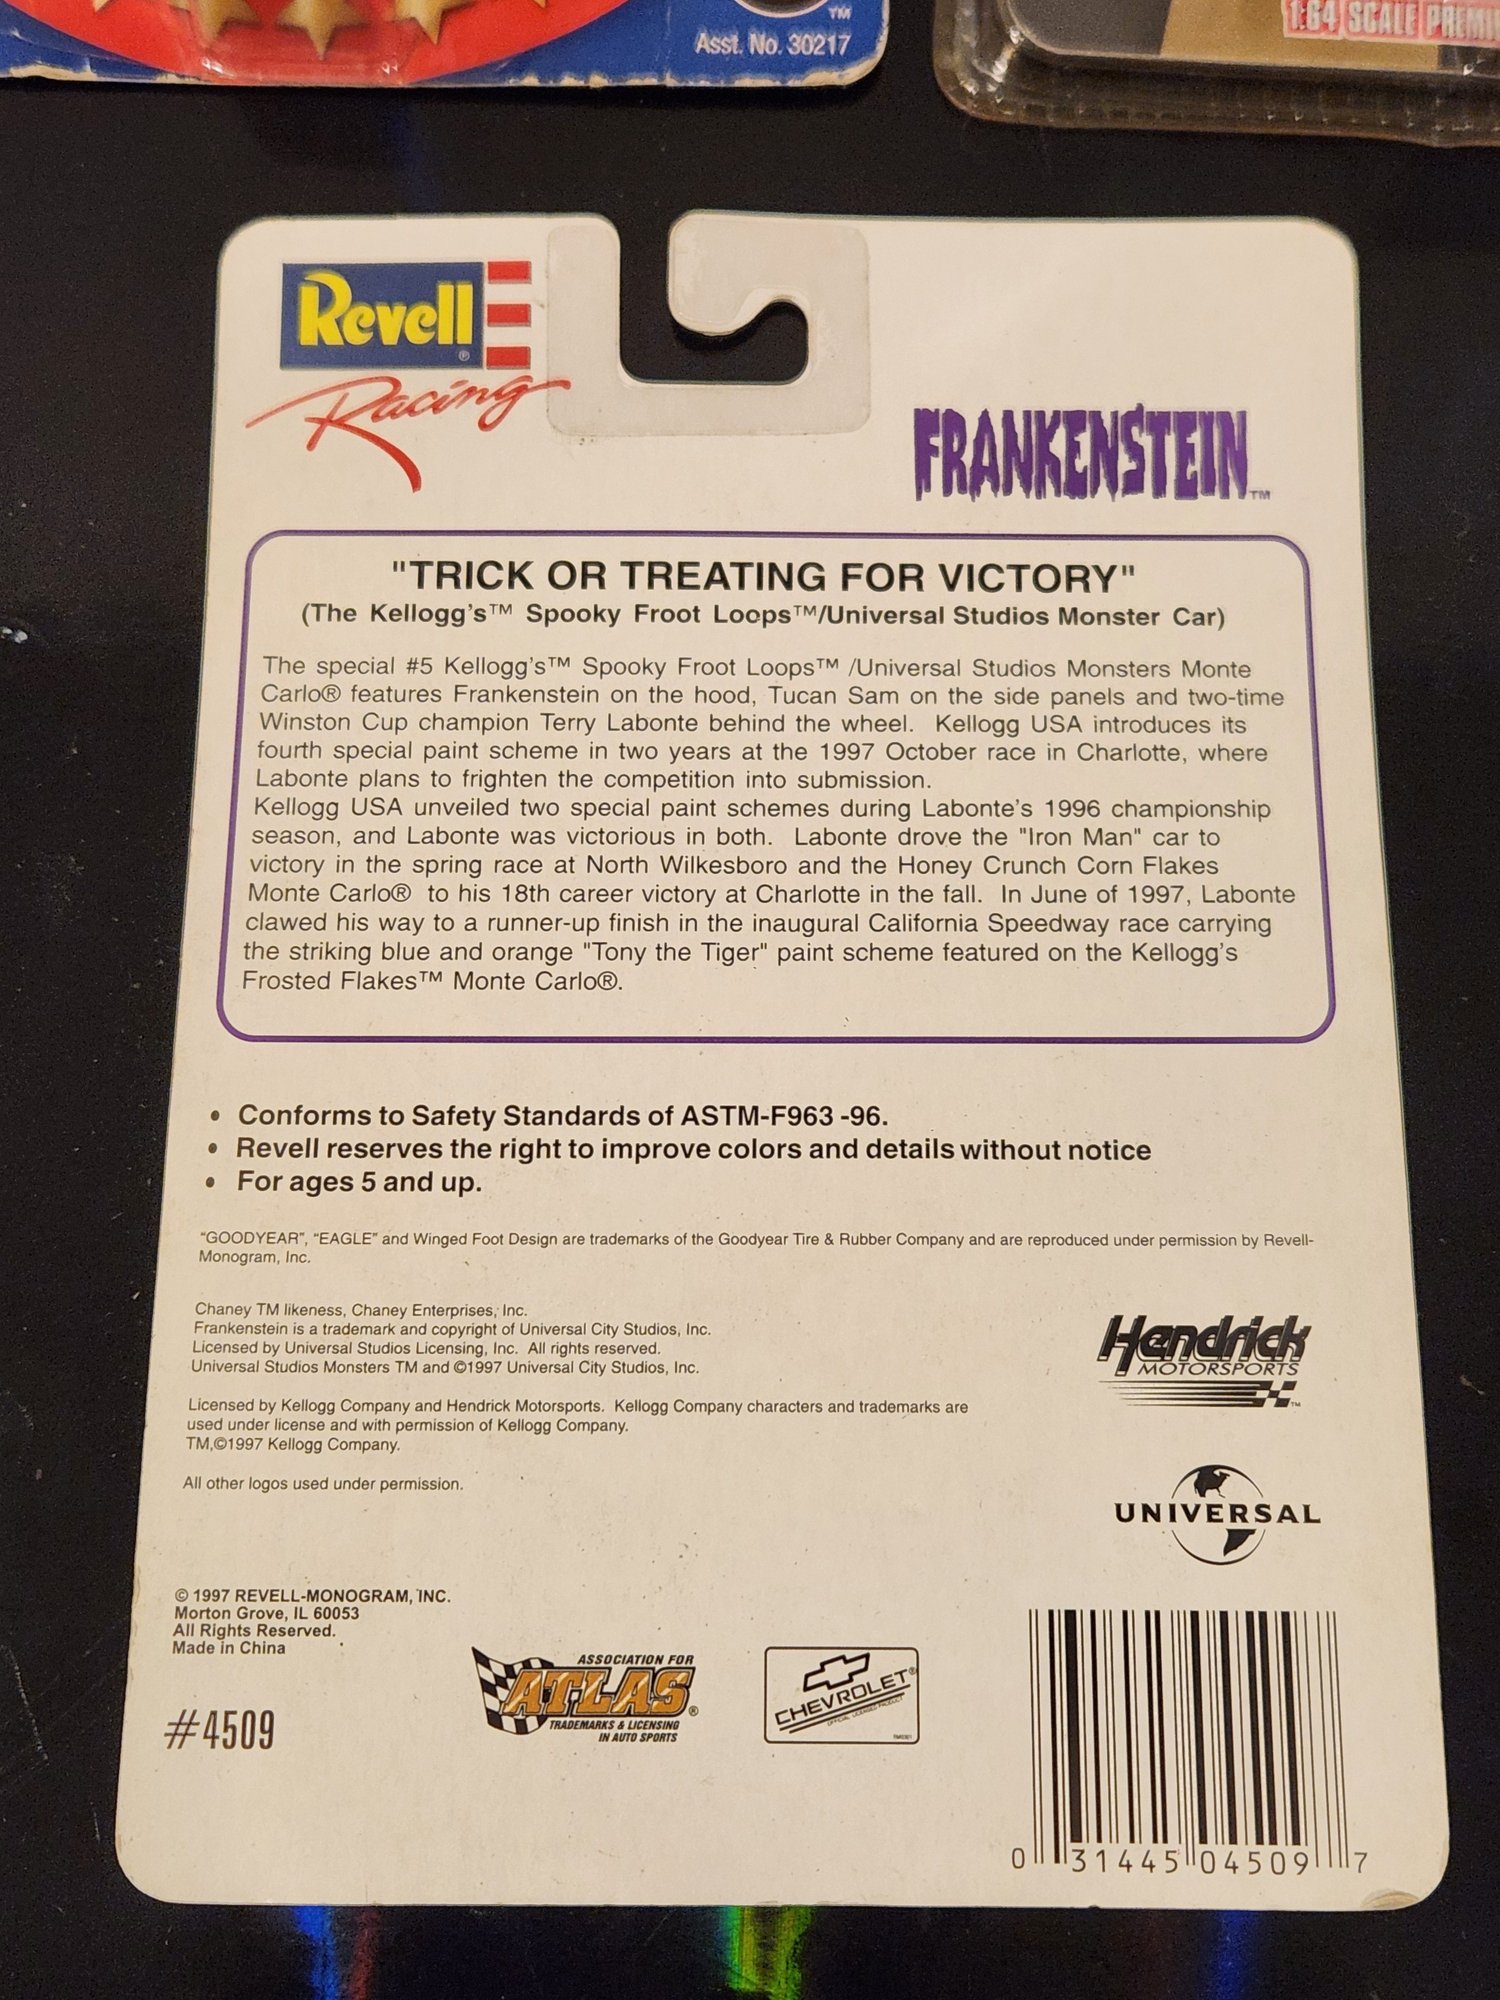 TM
Asst. No. 30217
1:64 SCALE
Revell®
Racing
FRANKENSTEIN™
"TRICK OR TREATING FOR VICTORY"
(The Kellogg's™ Spooky Froot Loops™/Universal Studios Monster Car)
The special #5 Kellogg's™ Spooky Froot Loops™ /Universal Studios Monsters Monte
Carlo® features Frankenstein on the hood, Tucan Sam on the side panels and two-time
Winston Cup champion Terry Labonte behind the wheel. Kellogg USA introduces its
fourth special paint scheme in two years at the 1997 October race in Charlotte, where
Labonte plans to frighten the competition into submission.
Kellogg USA unveiled two special paint schemes during Labonte's 1996 championship
season, and Labonte was victorious in both. Labonte drove the "Iron Man" car to
victory in the spring race at North Wilkesboro and the Honey Crunch Corn Flakes
Monte Carlo® to his 18th career victory at Charlotte in the fall. In June of 1997, Labonte
clawed his way to a runner-up finish in the inaugural California Speedway race carrying
the striking blue and orange "Tony the Tiger" paint scheme featured on the Kellogg's
Frosted Flakes™ Monte Carlo®.
• Conforms to Safety Standards of ASTM-F963 -96.
• Revell reserves the right to improve colors and details without notice
• For ages 5 and up.
"GOODYEAR", "EAGLE" and Winged Foot Design are trademarks of the Goodyear Tire & Rubber Company and are reproduced under permission by Revell-
Monogram, Inc.
Chaney TM likeness, Chaney Enterprises, Inc.
Frankenstein is a trademark and copyright of Universal City Studios, Inc.
Licensed by Universal Studios Licensing, Inc. All rights reserved.
Universal Studios Monsters TM and ©1997 Universal City Studios, Inc.
Licensed by Kellogg Company and Hendrick Motorsports. Kellogg Company characters and trademarks are
used under license and with permission of Kellogg Company.
TM,©1997 Kellogg Company.
All other logos used under permission.
Hendrick
MOTORSPORTS
™
UNIVERSAL
© 1997 REVELL-MONOGRAM, INC.
Morton Grove, IL 60053
All Rights Reserved.
Made in China
#4509
ASSOCIATION FOR
ATLAS®
TRADEMARKS & LICENSING
IN AUTO SPORTS
CHEVROLET®
OFFICIAL LICENSED PRODUCT
0 31445 04509 7